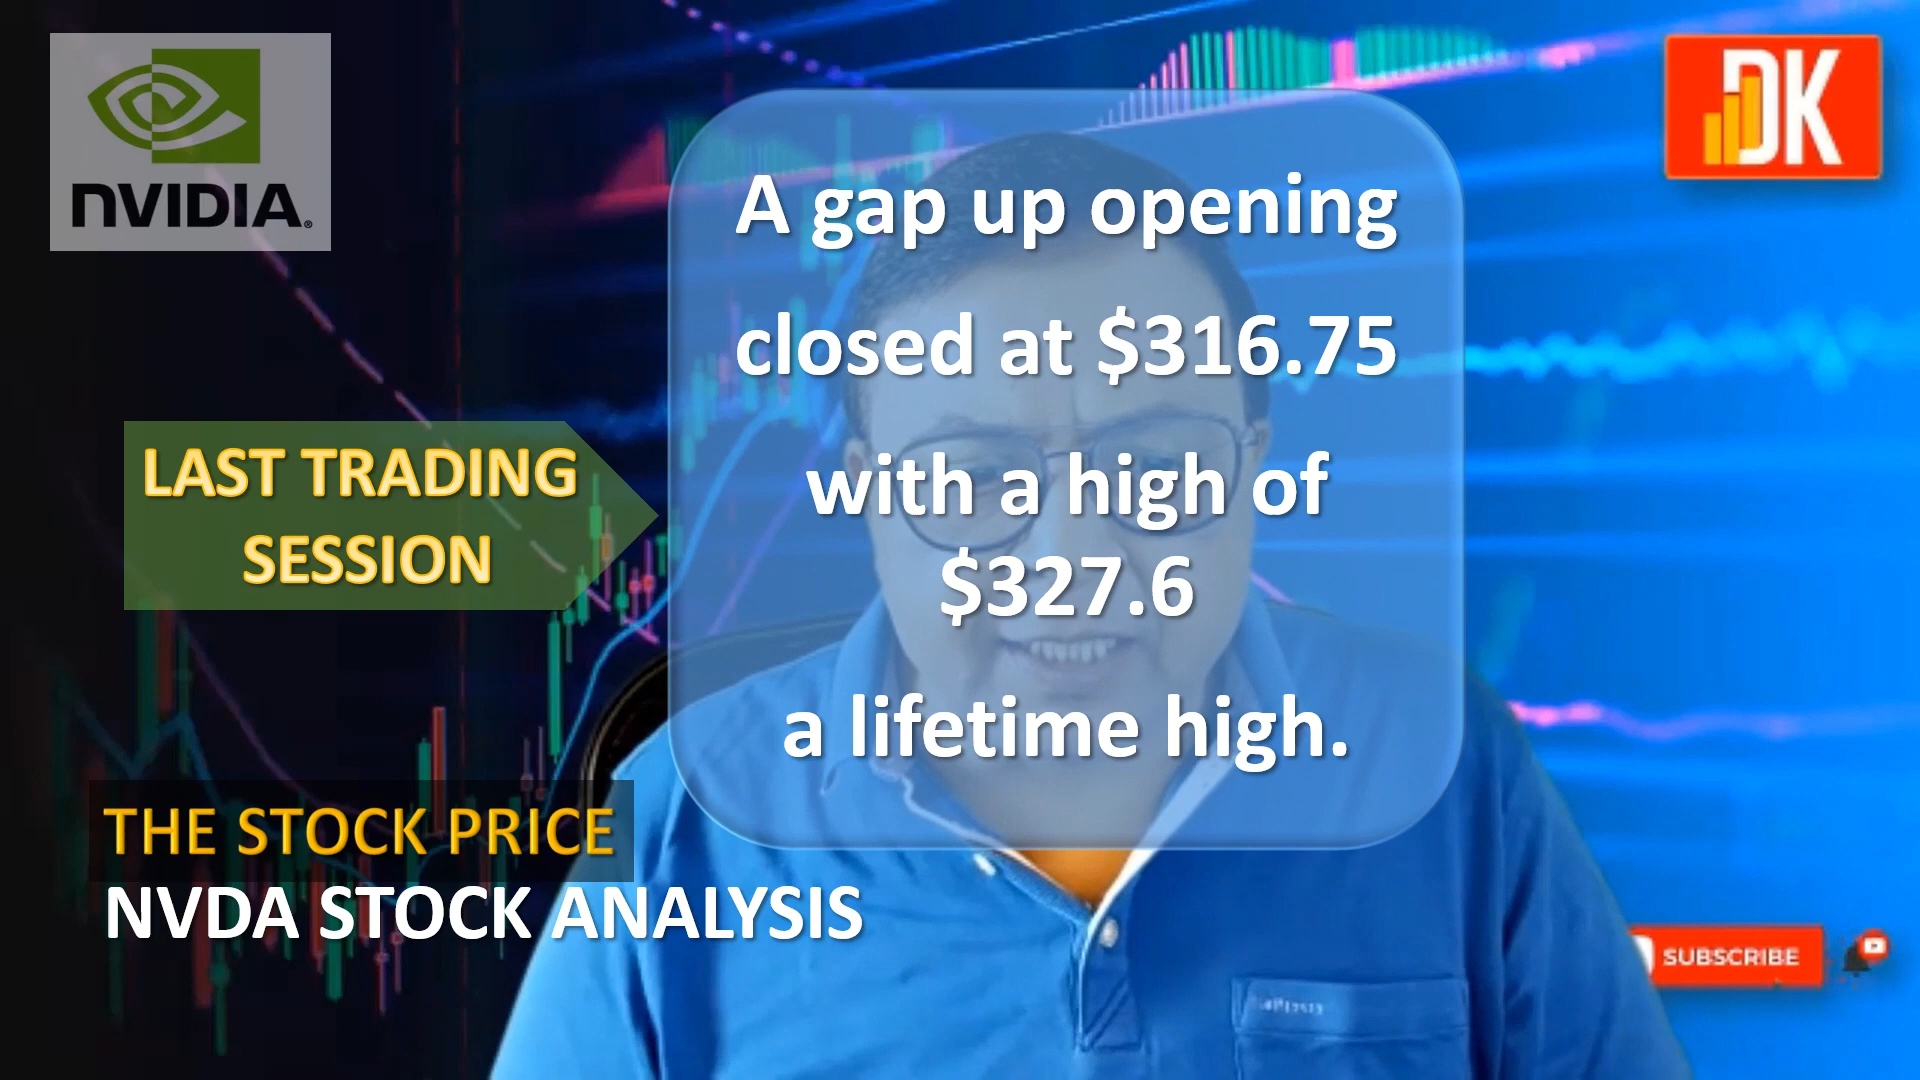 NVIDIA®
DK
A gap up opening
closed at $316.75
with a high of
$327.6
a lifetime high.
LAST TRADING
SESSION
THE STOCK PRICE
NVDA STOCK ANALYSIS
SUBSCRIBE